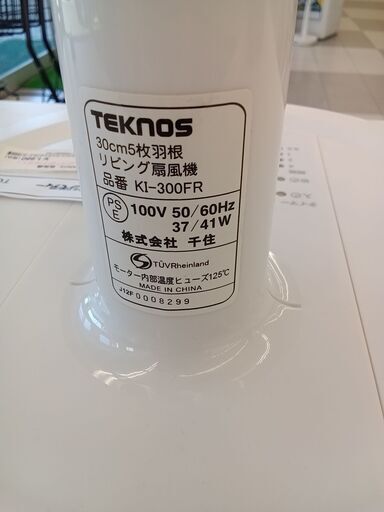 TEKNOS
30cm5枚羽根
リビング扇風機
品番 KI-300FR
PS
E
100V 50/60Hz
37/41W
株式会社 千住
TÜVRheinland
モーター内部温度ヒューズ125℃
MADE IN CHINA
J12F0008299